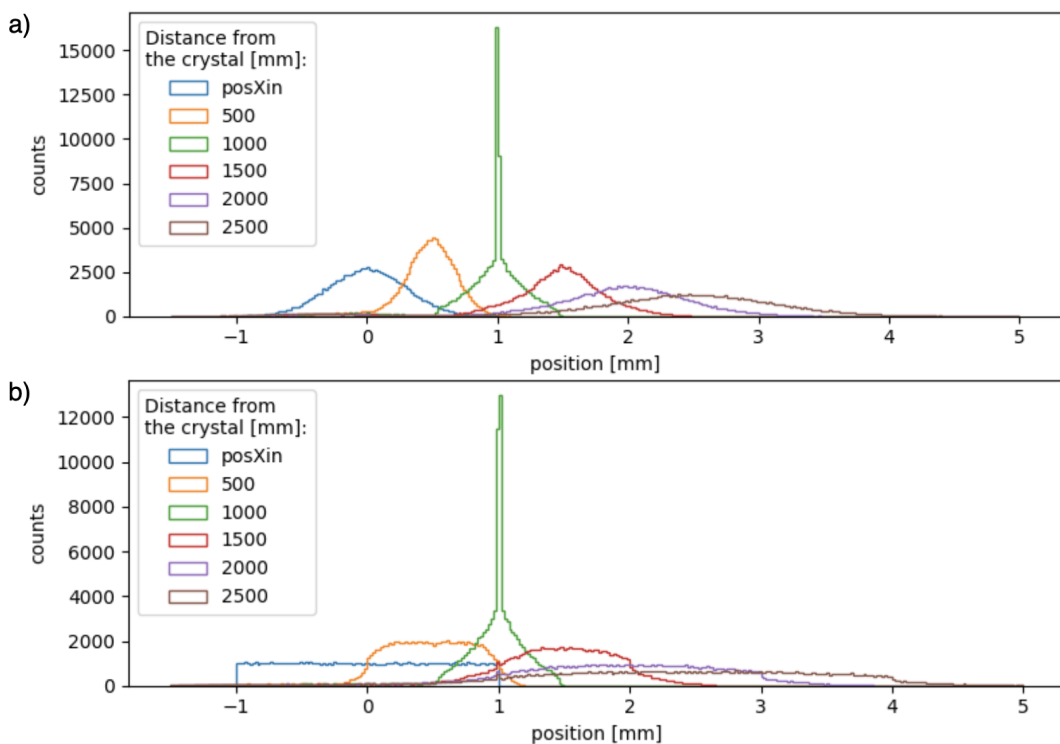 a)
15000
12500
10000
7500
5000
2500
0
counts
Distance from
the crystal [mm]:
posXin
500
1000
1500
2000
2500
−1 0 1 2 3 4 5
position [mm]
b)
12000
10000
8000
6000
4000
2000
0
counts
Distance from
the crystal [mm]:
posXin
500
1000
1500
2000
2500
−1 0 1 2 3 4 5
position [mm]